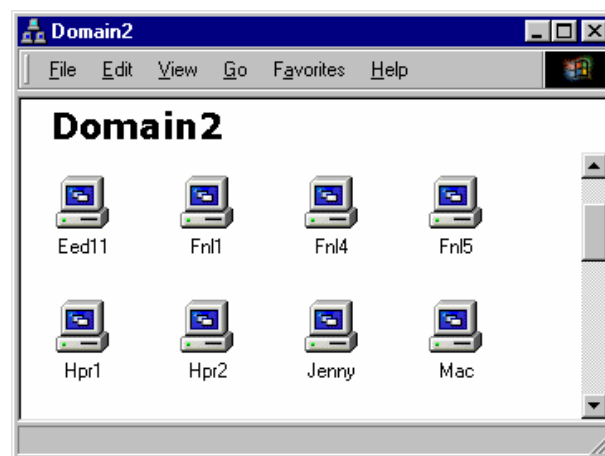 Domain2
File Edit View Go Favorites Help
Domain2
Eed11 Fnl1 Fnl4 Fnl5
Hpr1 Hpr2 Jenny Mac